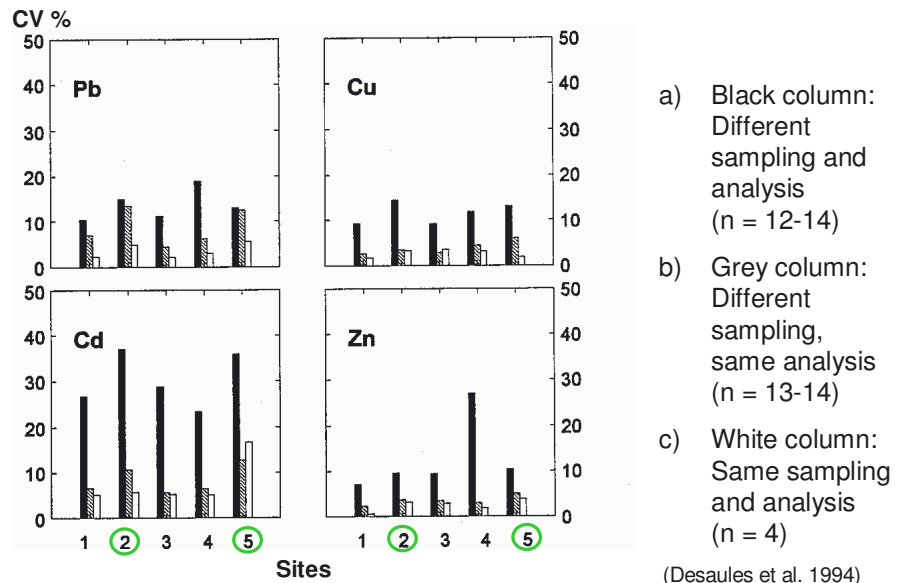 CV %
50
40
30
20
10
0
Pb
Cu
50
40
30
20
10
0
50
40
30
20
10
0
Cd
Zn
50
40
30
20
10
0
1 2 3 4 5
1 2 3 4 5
Sites
a) Black column:
Different
sampling and
analysis
(n = 12-14)
b) Grey column:
Different
sampling,
same analysis
(n = 13-14)
c) White column:
Same sampling
and analysis
(n = 4)
(Desaules et al. 1994)